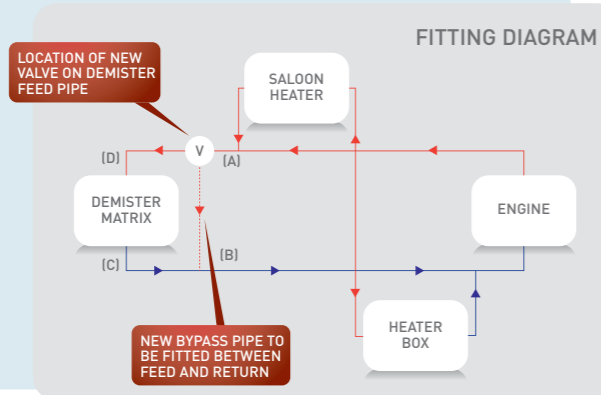 FITTING DIAGRAM
LOCATION OF NEW
VALVE ON DEMISTER
FEED PIPE
SALOON
HEATER
V
(D)
(A)
DEMISTER
MATRIX
ENGINE
(C)
(B)
NEW BYPASS PIPE TO
BE FITTED BETWEEN
FEED AND RETURN
HEATER
BOX